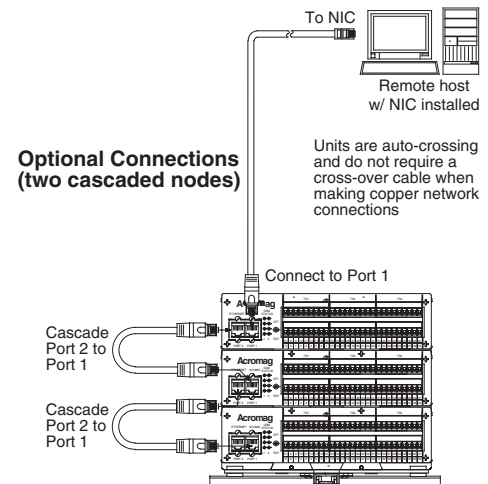 To NIC
Remote host
w/ NIC installed
Optional Connections
(two cascaded nodes)
Units are auto-crossing
and do not require a
cross-over cable when
making copper network
connections
Connect to Port 1
Acromag
Cascade
Port 2 to
Port 1
Acromag
Cascade
Port 2 to
Port 1
Acromag